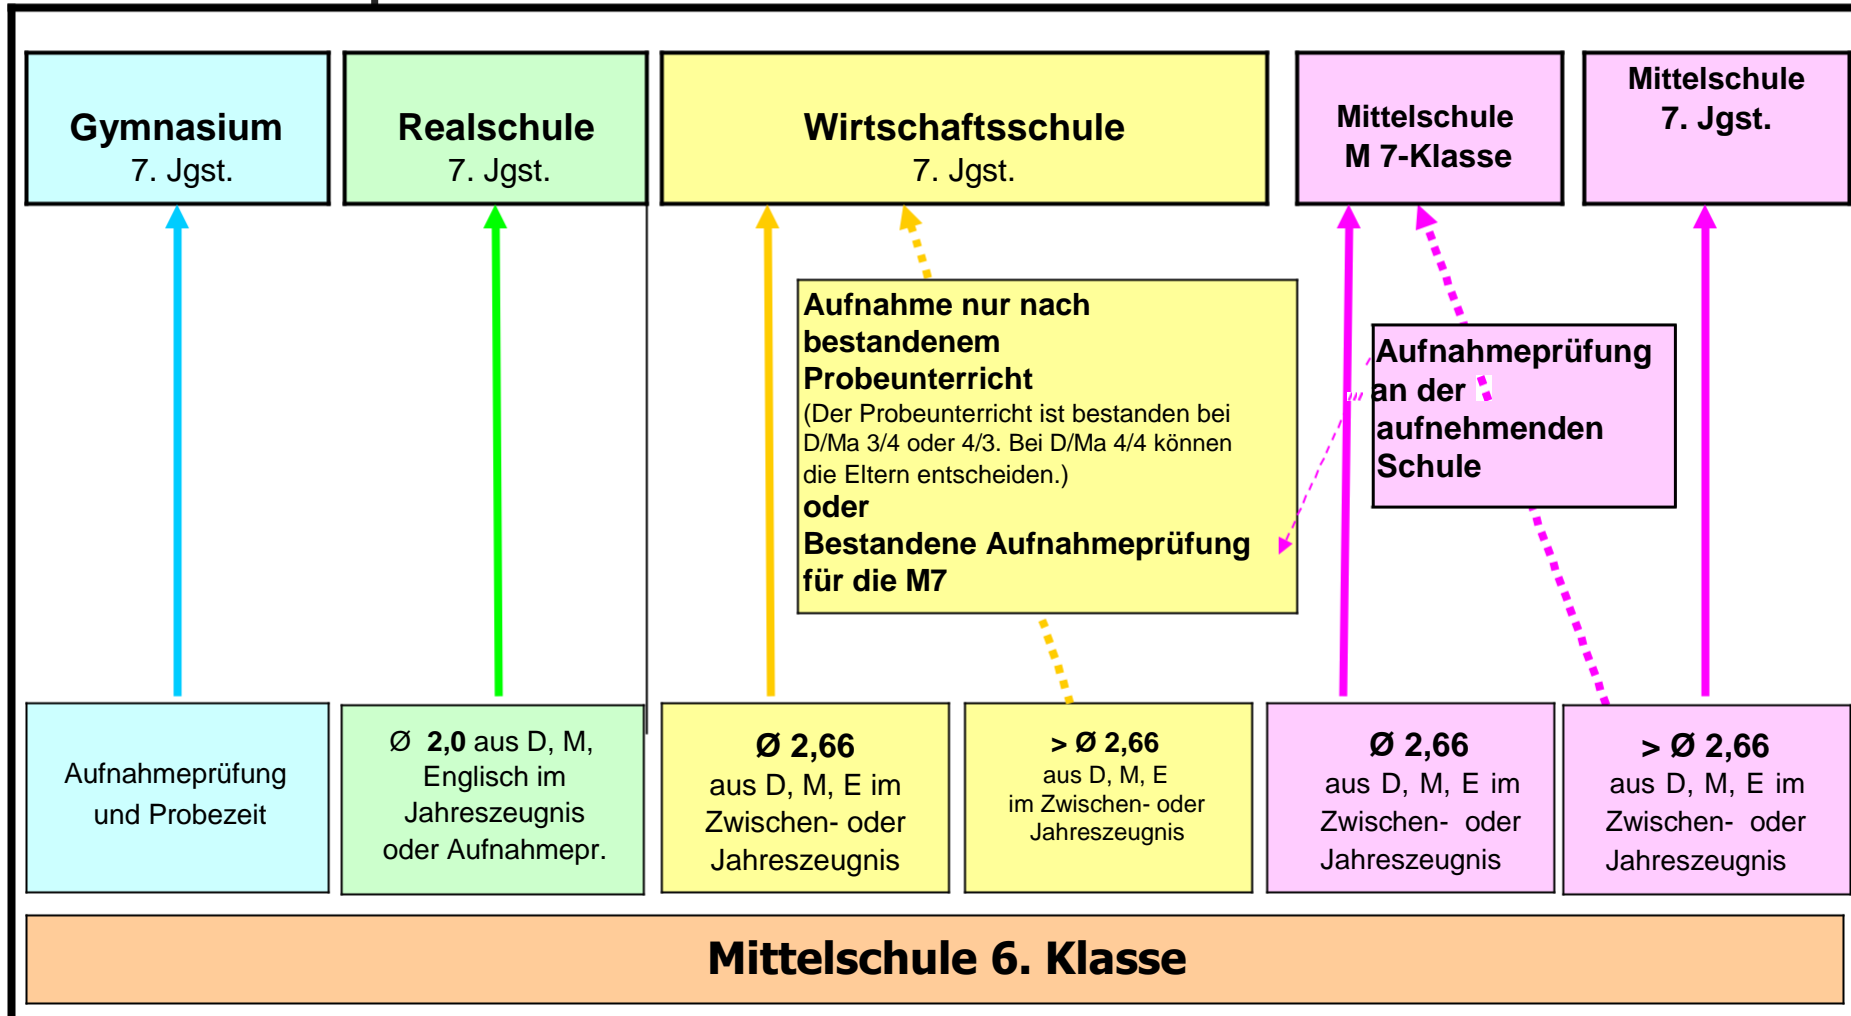 Gymnasium
7. Jgst.
Realschule
7. Jgst.
Wirtschaftsschule
7. Jgst.
Mittelschule
M 7-Klasse
Mittelschule
7. Jgst.
Aufnahme nur nach
bestandenem
Probeunterricht
(Der Probeunterricht ist bestanden bei
D/Ma 3/4 oder 4/3. Bei D/Ma 4/4 können
die Eltern entscheiden.)
oder
Bestandene Aufnahmeprüfung
für die M7
Aufnahmeprüfung
an der
aufnehmenden
Schule
Aufnahmeprüfung
und Probezeit
Ø 2,0 aus D, M,
Englisch im
Jahreszeugnis
oder Aufnahmepr.
Ø 2,66
aus D, M, E im
Zwischen- oder
Jahreszeugnis
> Ø 2,66
aus D, M, E
im Zwischen- oder
Jahreszeugnis
Ø 2,66
aus D, M, E im
Zwischen- oder
Jahreszeugnis
> Ø 2,66
aus D, M, E im
Zwischen- oder
Jahreszeugnis
Mittelschule 6. Klasse